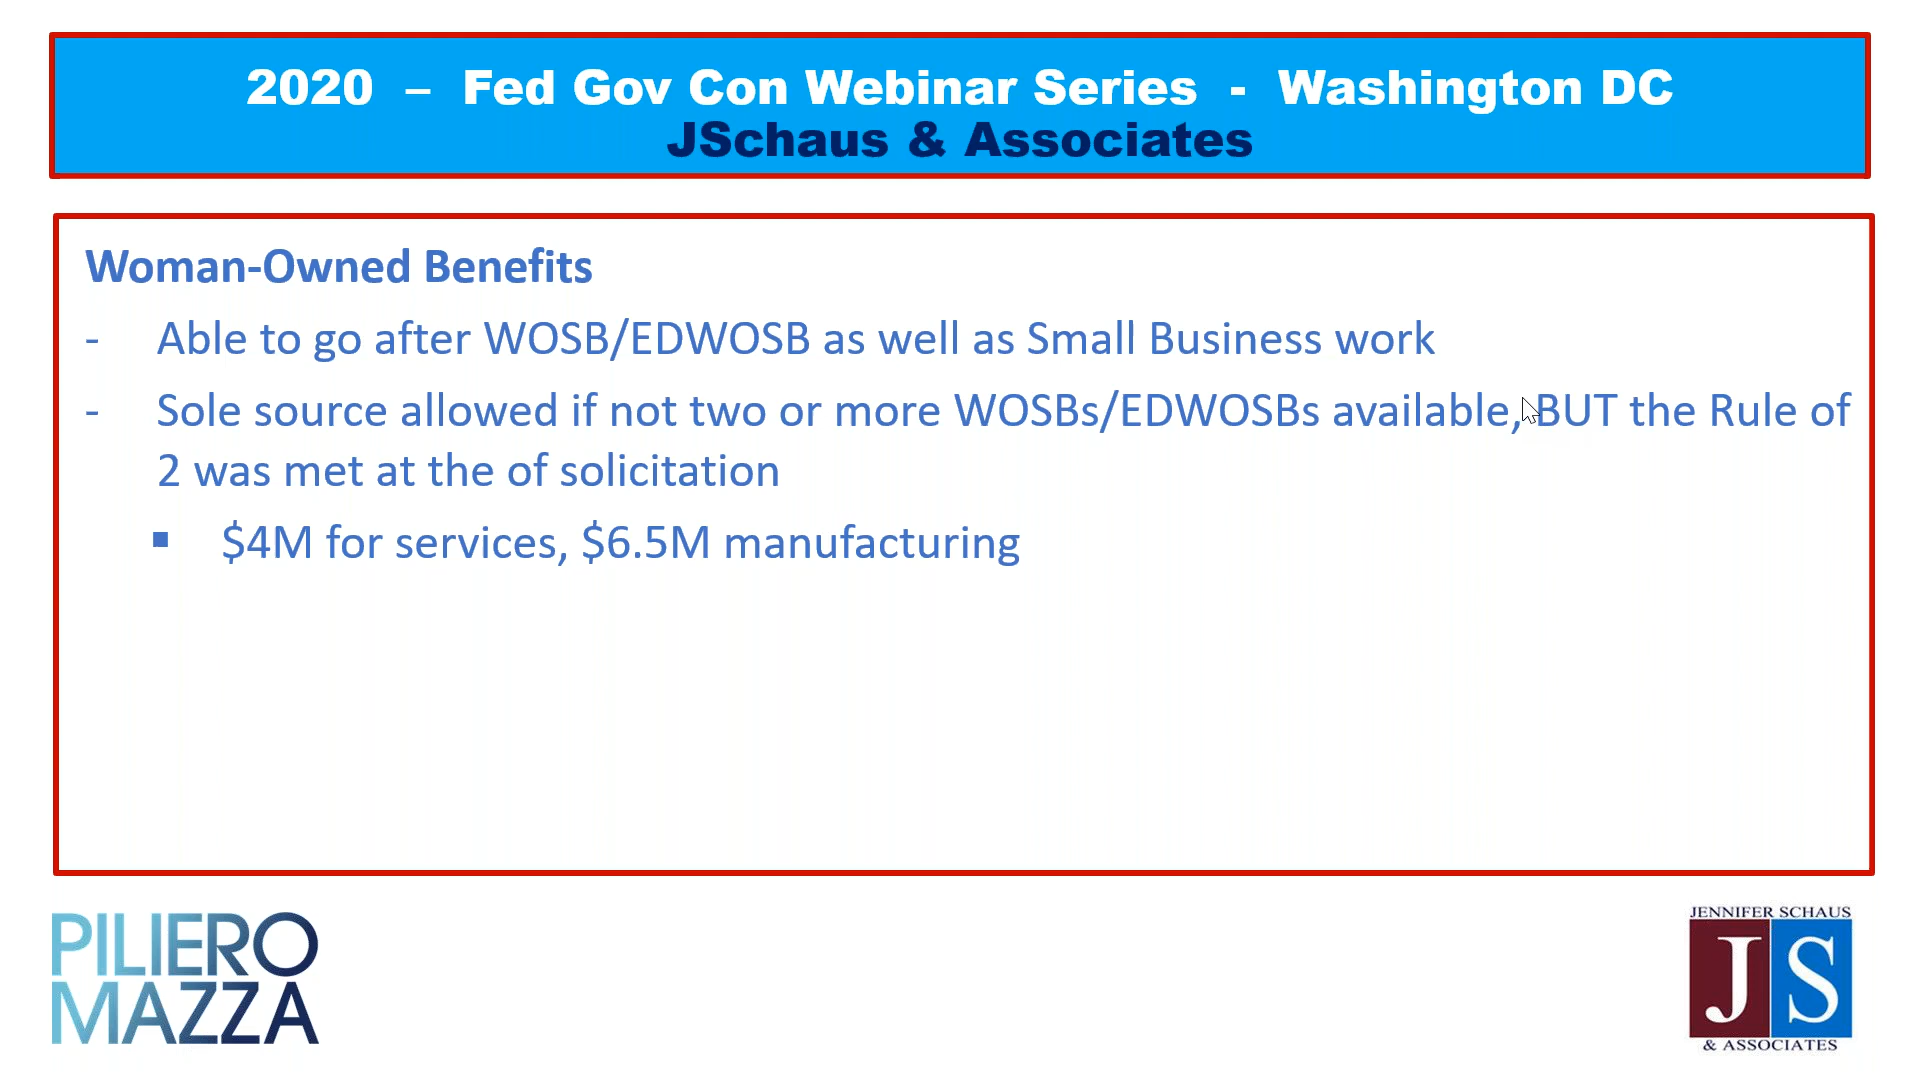 2020 – Fed Gov Con Webinar Series - Washington DC
JSchaus & Associates
Woman-Owned Benefits
- Able to go after WOSB/EDWOSB as well as Small Business work
- Sole source allowed if not two or more WOSBs/EDWOSBs available, BUT the Rule of
2 was met at the of solicitation
▪ $4M for services, $6.5M manufacturing
PILIERO
MAZZA
JENNIFER SCHAUS
JS
& ASSOCIATES